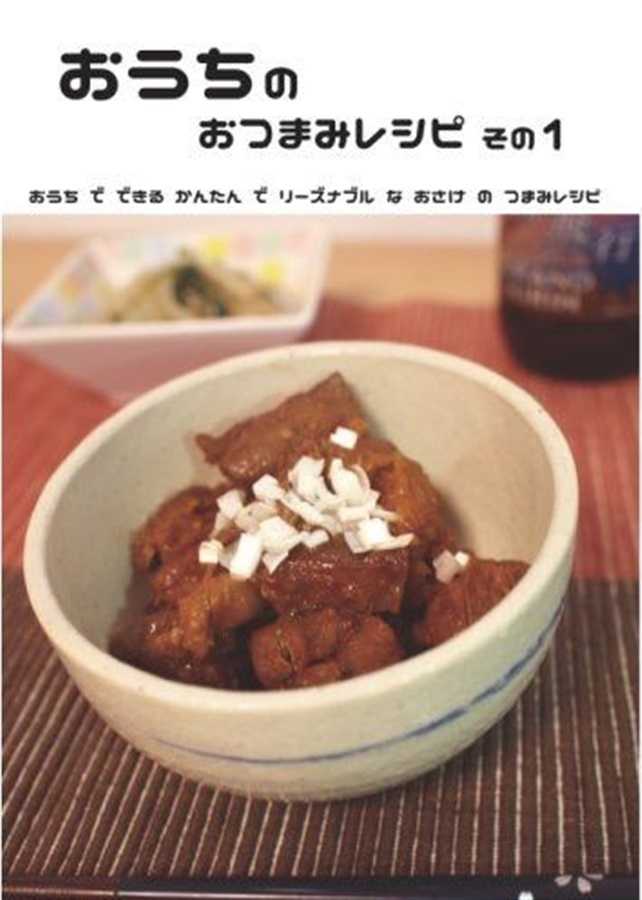 おうちの
おつまみレシピ その1
おうち で できる かんたん で リーズナブル な おさけ の つまみレシピ